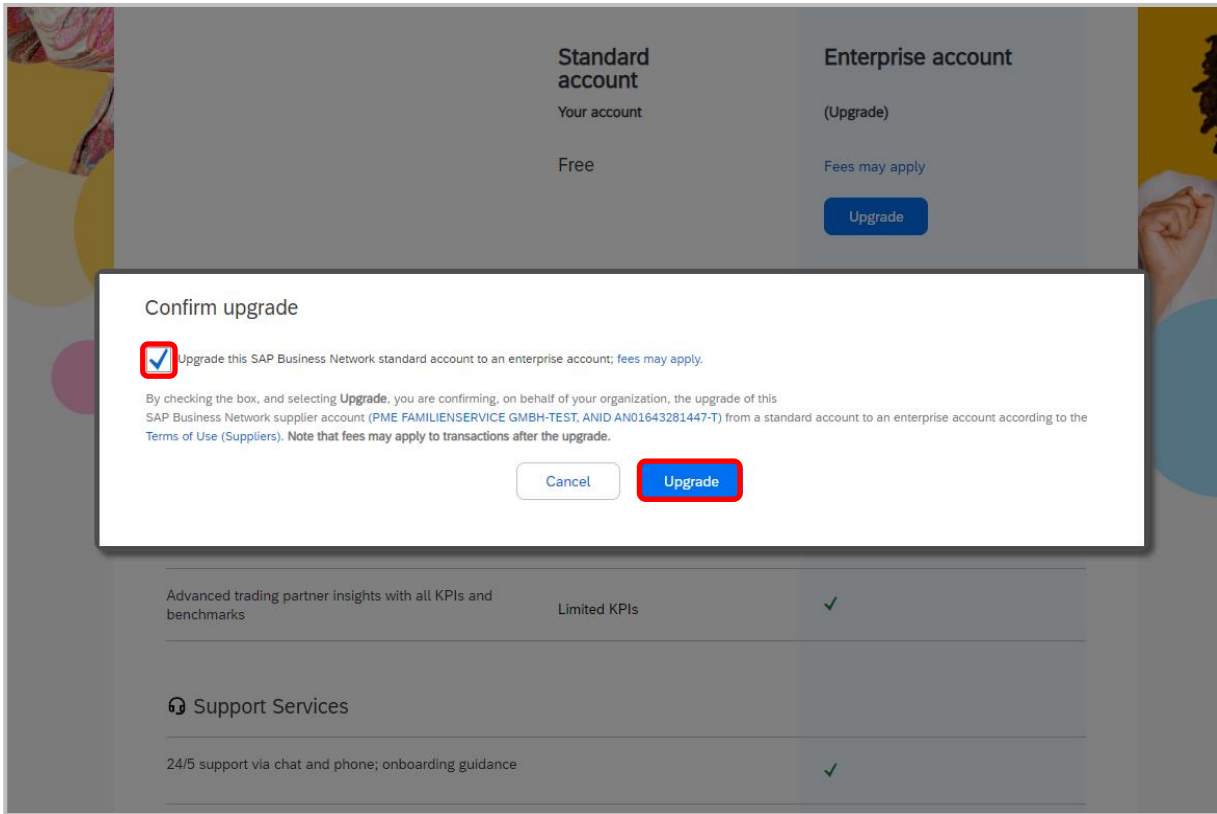 Standard
account
Enterprise account
Your account
(Upgrade)
Free
Fees may apply
Upgrade
Confirm upgrade
Upgrade this SAP Business Network standard account to an enterprise account; fees may apply.
By checking the box, and selecting Upgrade, you are confirming, on behalf of your organization, the upgrade of this
SAP Business Network supplier account (PME FAMILIENSERVICE GMBH-TEST, ANID AN01643281447-T) from a standard account to an enterprise account according to the
Terms of Use (Suppliers). Note that fees may apply to transactions after the upgrade.
Cancel
Upgrade
Advanced trading partner insights with all KPIs and
benchmarks
Limited KPIs
Support Services
24/5 support via chat and phone; onboarding guidance